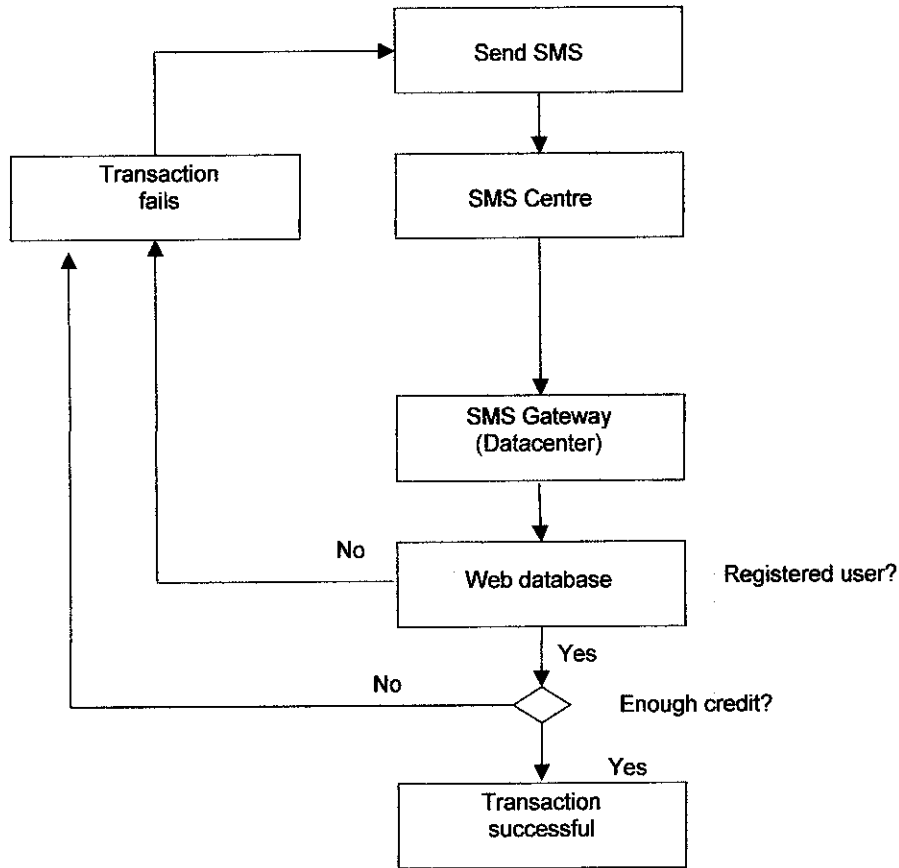 Send SMS
Transaction
fails
SMS Centre
SMS Gateway
(Datacenter)
No
Web database
Registered user?
Yes
No
Enough credit?
Yes
Transaction
successful